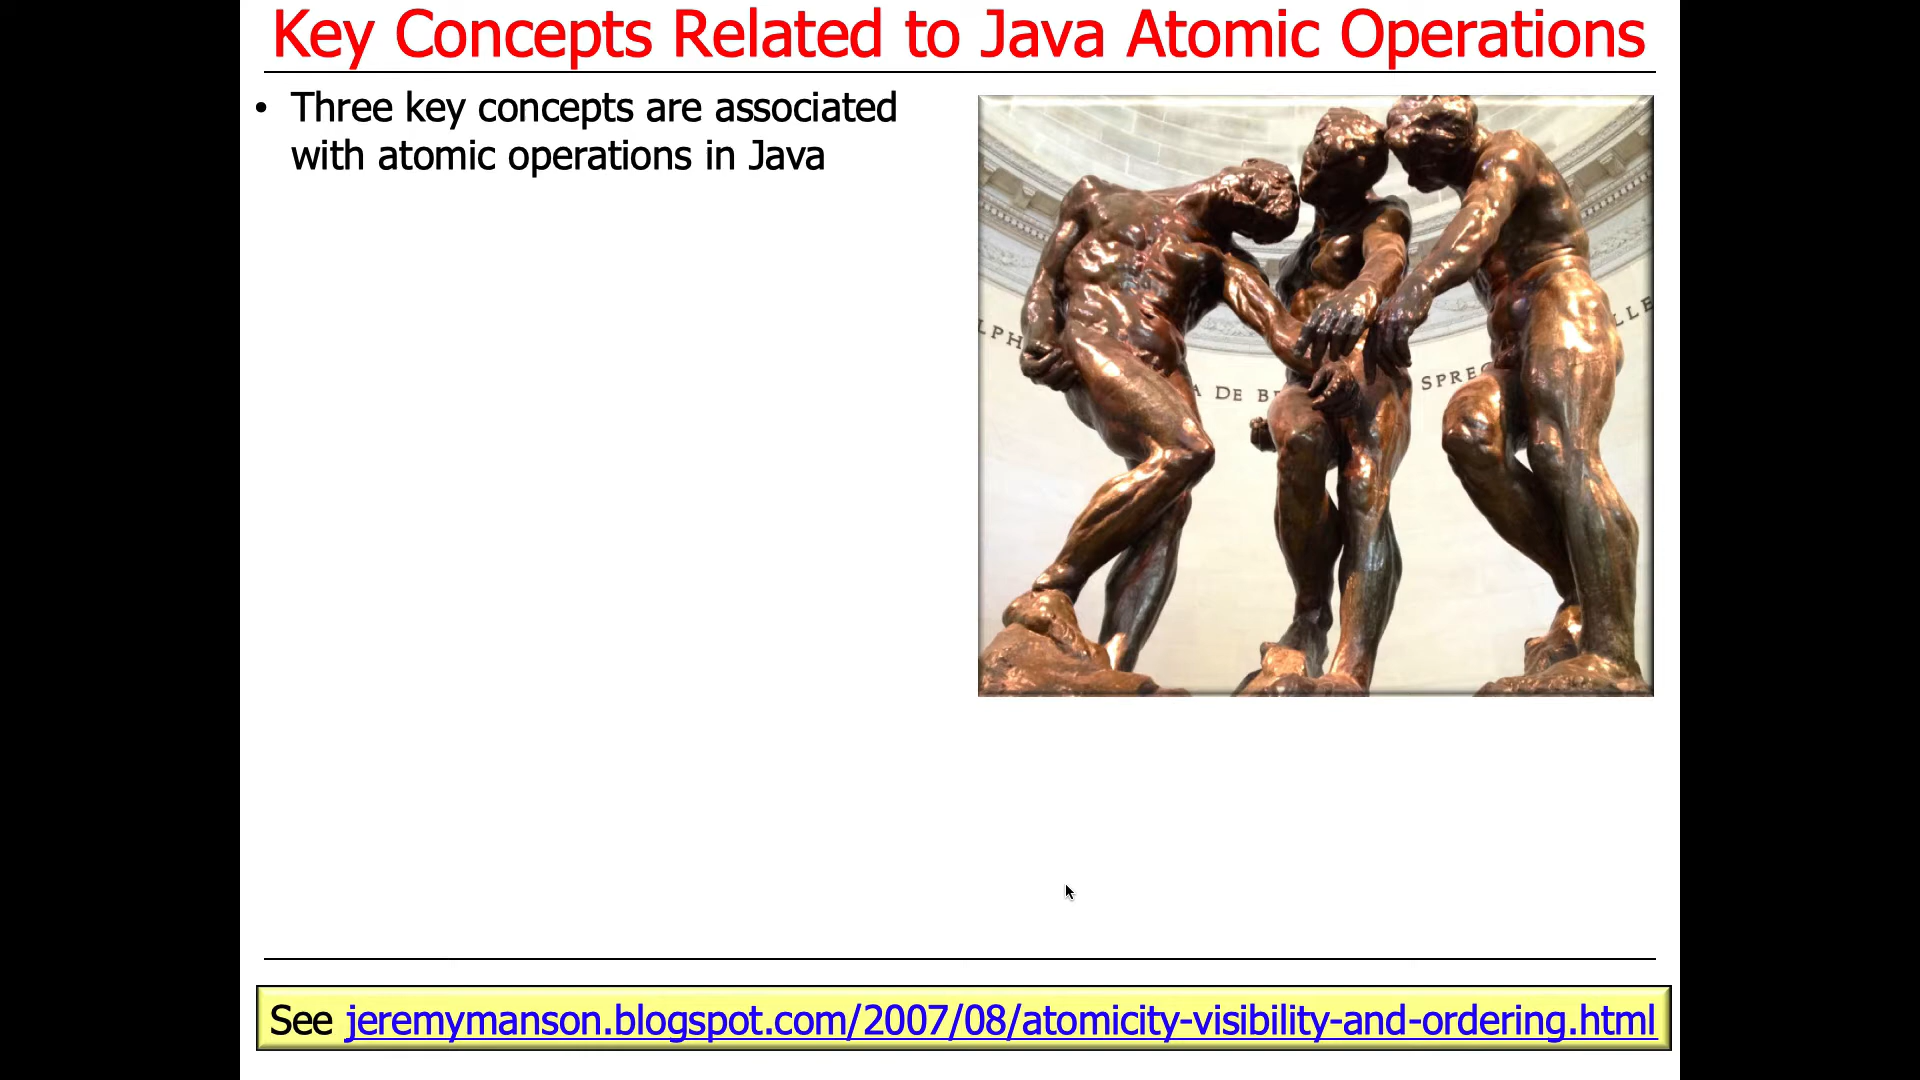 Key Concepts Related to Java Atomic Operations
• Three key concepts are associated
with atomic operations in Java
LPH
A DE B
SPRE
LLE
See jeremymanson.blogspot.com/2007/08/atomicity-visibility-and-ordering.html